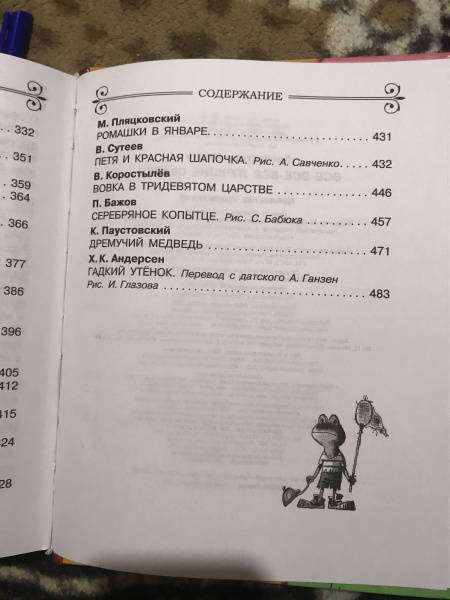 332
351
359
364
366
377
386
396
405
412
415
424
28
СОДЕРЖАНИЕ
М. Пляцковский
РОМАШКИ В ЯНВАРЕ 431
В. Сутеев
ПЕТЯ И КРАСНАЯ ШАПОЧКА. Рис. А. Савченко 432
В. Коростылёв
ВОВКА В ТРИДЕВЯТОМ ЦАРСТВЕ 446
П. Бажов
СЕРЕБРЯНОЕ КОПЫТЦЕ. Рис. С. Бабюка 457
К. Паустовский
ДРЕМУЧИЙ МЕДВЕДЬ 471
Х. К. Андерсен
ГАДКИЙ УТЁНОК. Перевод с датского А. Ганзен
Рис. И. Глазова 483